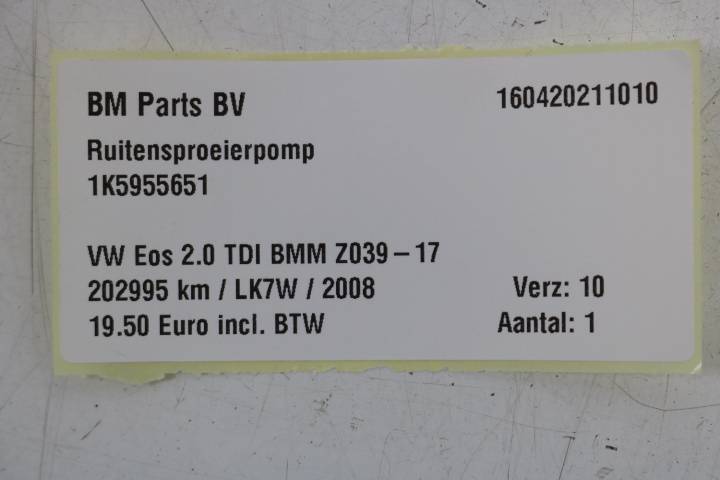 BM Parts BV 160420211010
Ruitensproeierpomp
1K5955651
VW Eos 2.0 TDI BMM Z039-17
202995 km / LK7W / 2008 Verz: 10
19.50 Euro incl. BTW Aantal: 1